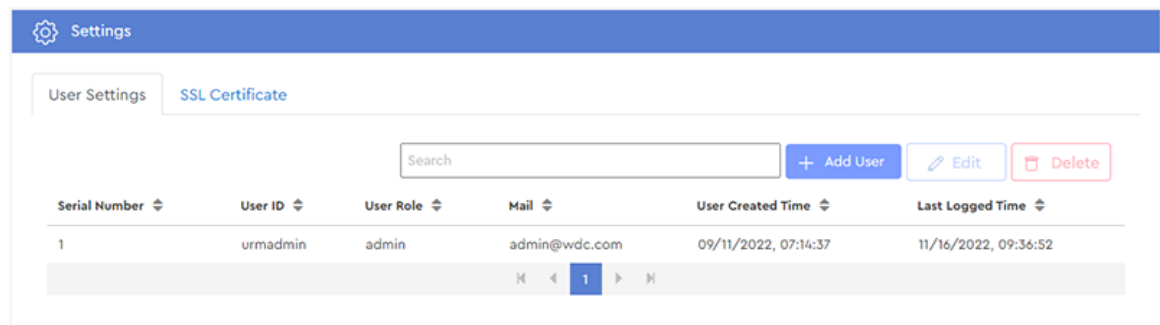 Settings
User Settings SSL Certificate
Search + Add User Edit Delete
Serial Number User ID User Role Mail User Created Time Last Logged Time
1 urmadmin admin admin@wdc.com 09/11/2022, 07:14:37 11/16/2022, 09:36:52
1